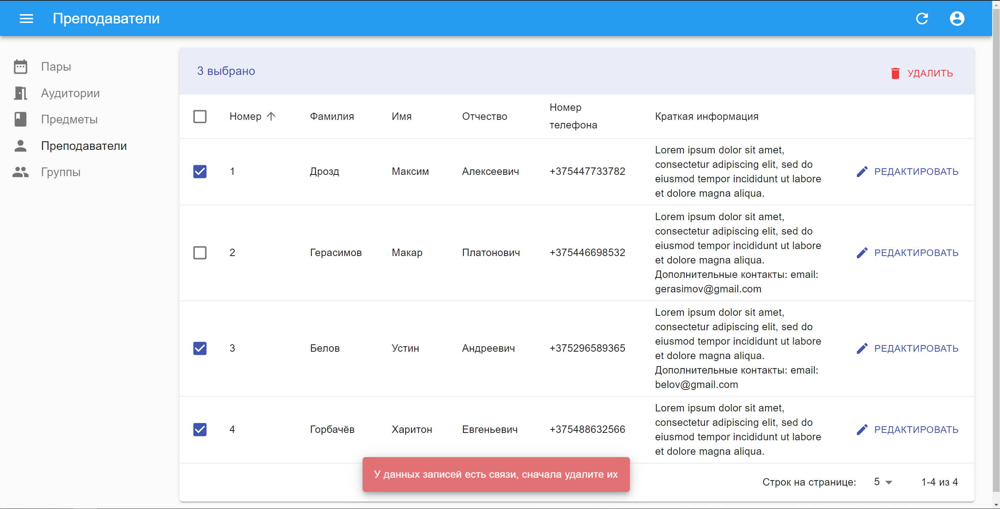 Преподаватели
Пары
Аудитории
Предметы
Преподаватели
Группы
3 выбрано
УДАЛИТЬ
Номер
Фамилия
Имя
Отчество
Номер
телефона
Краткая информация
1
Дрозд
Максим
Алексеевич
+375447733782
Lorem ipsum dolor sit amet,
consectetur adipiscing elit, sed do
eiusmod tempor incididunt ut labore
et dolore magna aliqua.
РЕДАКТИРОВАТЬ
2
Герасимов
Макар
Платонович
+375446698532
Lorem ipsum dolor sit amet,
consectetur adipiscing elit, sed do
eiusmod tempor incididunt ut labore
et dolore magna aliqua.
Дополнительные контакты: email:
gerasimov@gmail.com
РЕДАКТИРОВАТЬ
3
Белов
Устин
Андреевич
+375296589365
Lorem ipsum dolor sit amet,
consectetur adipiscing elit, sed do
eiusmod tempor incididunt ut labore
et dolore magna aliqua.
Дополнительные контакты: email:
belov@gmail.com
РЕДАКТИРОВАТЬ
4
Горбачёв
Харитон
Евгеньевич
+375488632566
Lorem ipsum dolor sit amet,
consectetur adipiscing elit, sed do
eiusmod tempor incididunt ut labore
et dolore magna aliqua.
РЕДАКТИРОВАТЬ
У данных записей есть связи, сначала удалите их
Строк на странице:
5
1-4 из 4